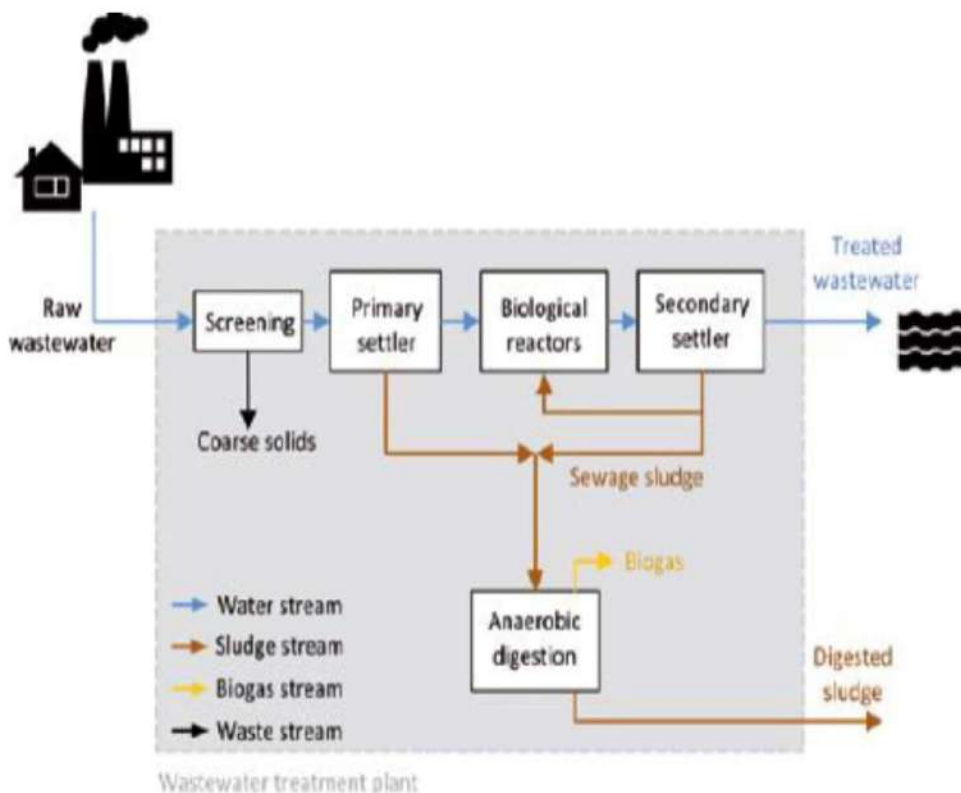 Treated
wastewater
Raw
wastewater
Screening
Primary
settler
Biological
reactors
Secondary
settler
Coarse solids
Sewage sludge
Biogas
Water stream
Sludge stream
Biogas stream
Waste stream
Anaerobic
digestion
Digested
sludge
Wastewater treatment plant